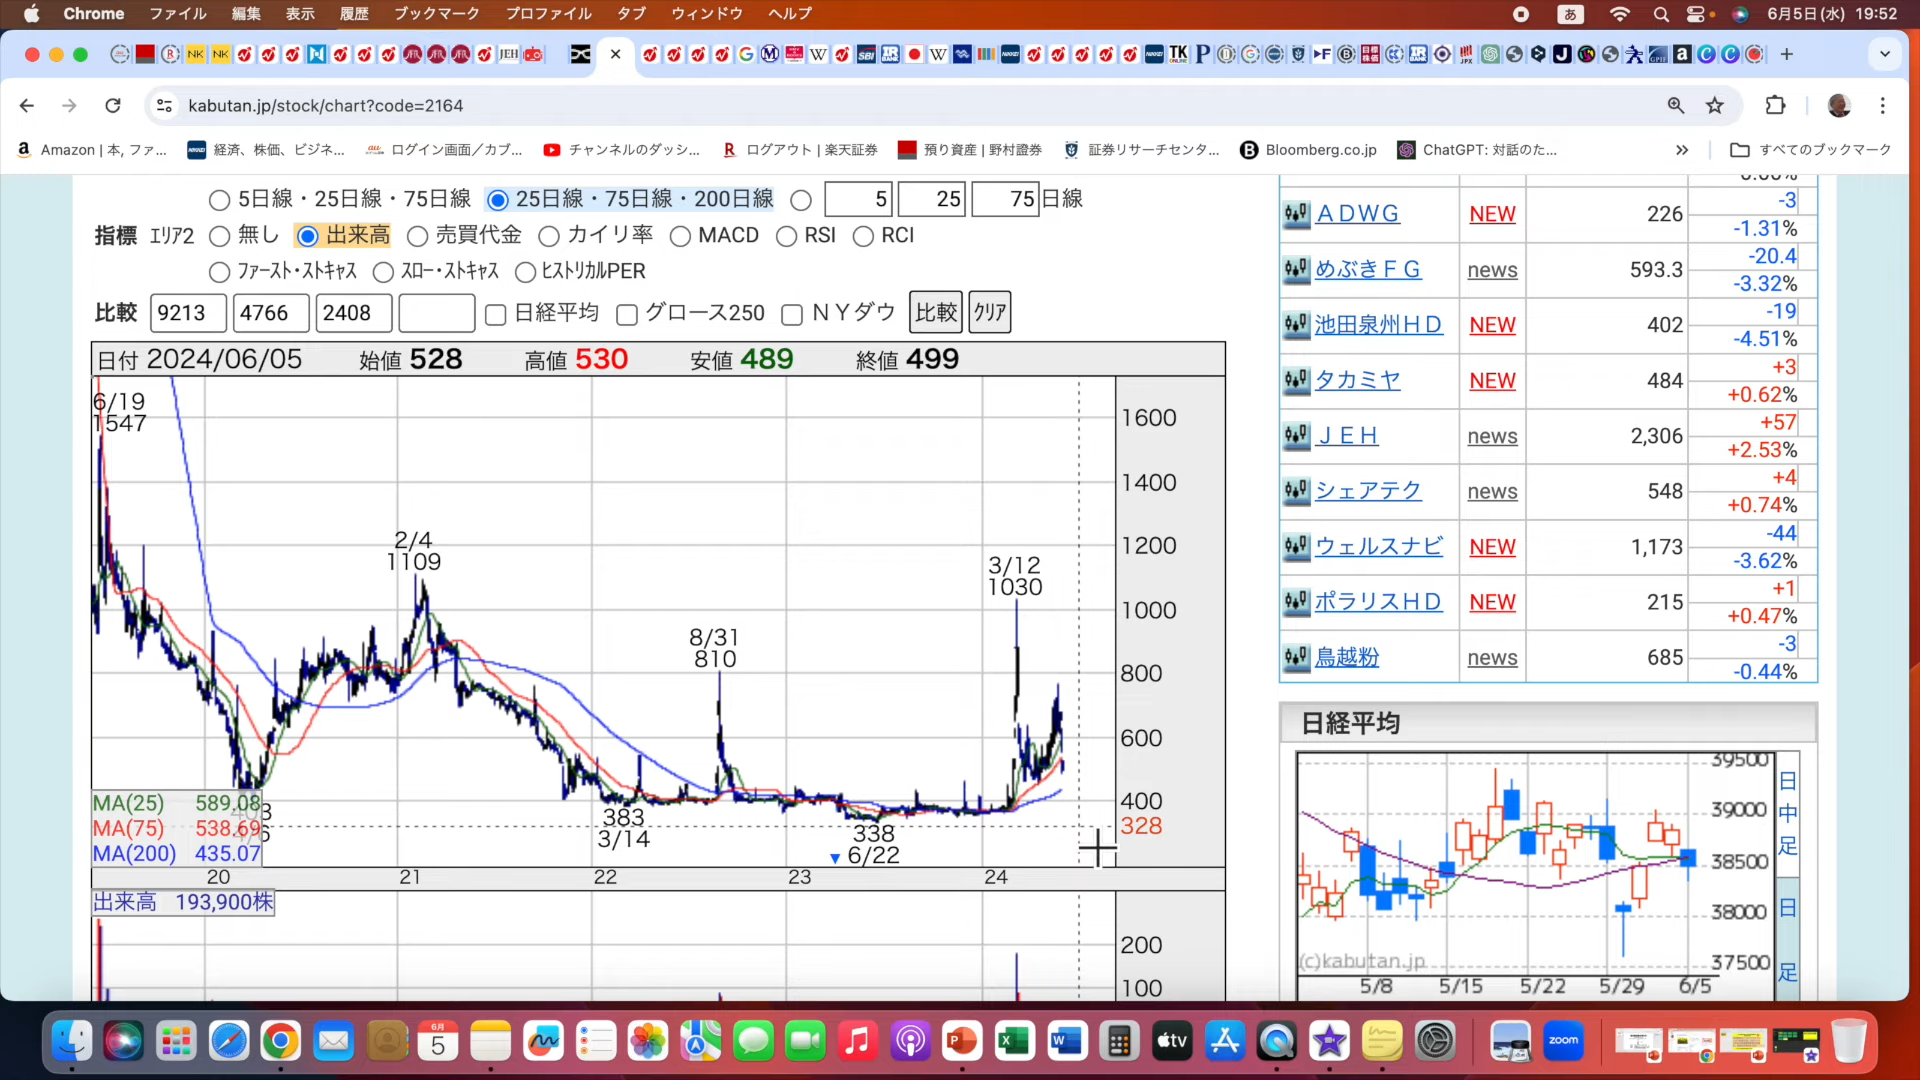 Chrome ファイル 編集 表示 履歴 ブックマーク プロファイル タブ ウィンドウ ヘルプ あ 6月5日(水) 19:52
kabutan.jp/stock/chart?code=2164
Amazon | 本, ファ... 経済、株価、ビジネ... ログイン画面／カブ... チャンネルのダッシ... ログアウト | 楽天証券 預り資産 | 野村證券 証券リサーチセンタ... Bloomberg.co.jp ChatGPT: 対話のた... » すべてのブックマーク
5日線・25日線・75日線 25日線・75日線・200日線 5 25 75 日線
指標 ｴﾘｱ2 無し 出来高 売買代金 カイリ率 MACD RSI RCI
ﾌｧｰｽﾄ･ｽﾄｷｬｽ ｽﾛｰ･ｽﾄｷｬｽ ﾋｽﾄﾘｶﾙPER
比較 9213 4766 2408 日経平均 グロース250 ＮＹダウ 比較 ｸﾘｱ
日付 2024/06/05 始値 528 高値 530 安値 489 終値 499
6/19
1547
2/4
1109
8/31
810
3/12
1030
383
3/14
338
6/22
1600
1400
1200
1000
800
600
400
328
MA(25) 589.08
MA(75) 538.69
MA(200) 435.07
20 21 22 23 24
出来高 193,900株
200
100
ＡＤＷＧ NEW 226 -3
-1.31%
めぶきＦＧ news 593.3 -20.4
-3.32%
池田泉州ＨＤ NEW 402 -19
-4.51%
タカミヤ NEW 484 +3
+0.62%
ＪＥＨ news 2,306 +57
+2.53%
シェアテク news 548 +4
+0.74%
ウェルスナビ NEW 1,173 -44
-3.62%
ポラリスＨＤ NEW 215 +1
+0.47%
鳥越粉 news 685 -3
-0.44%
日経平均
39500
39000
38500
38000
37500
(c)kabutan.jp
5/8 5/15 5/22 5/29 6/5
日
中
足
日
足
6月
5
tv
zoom